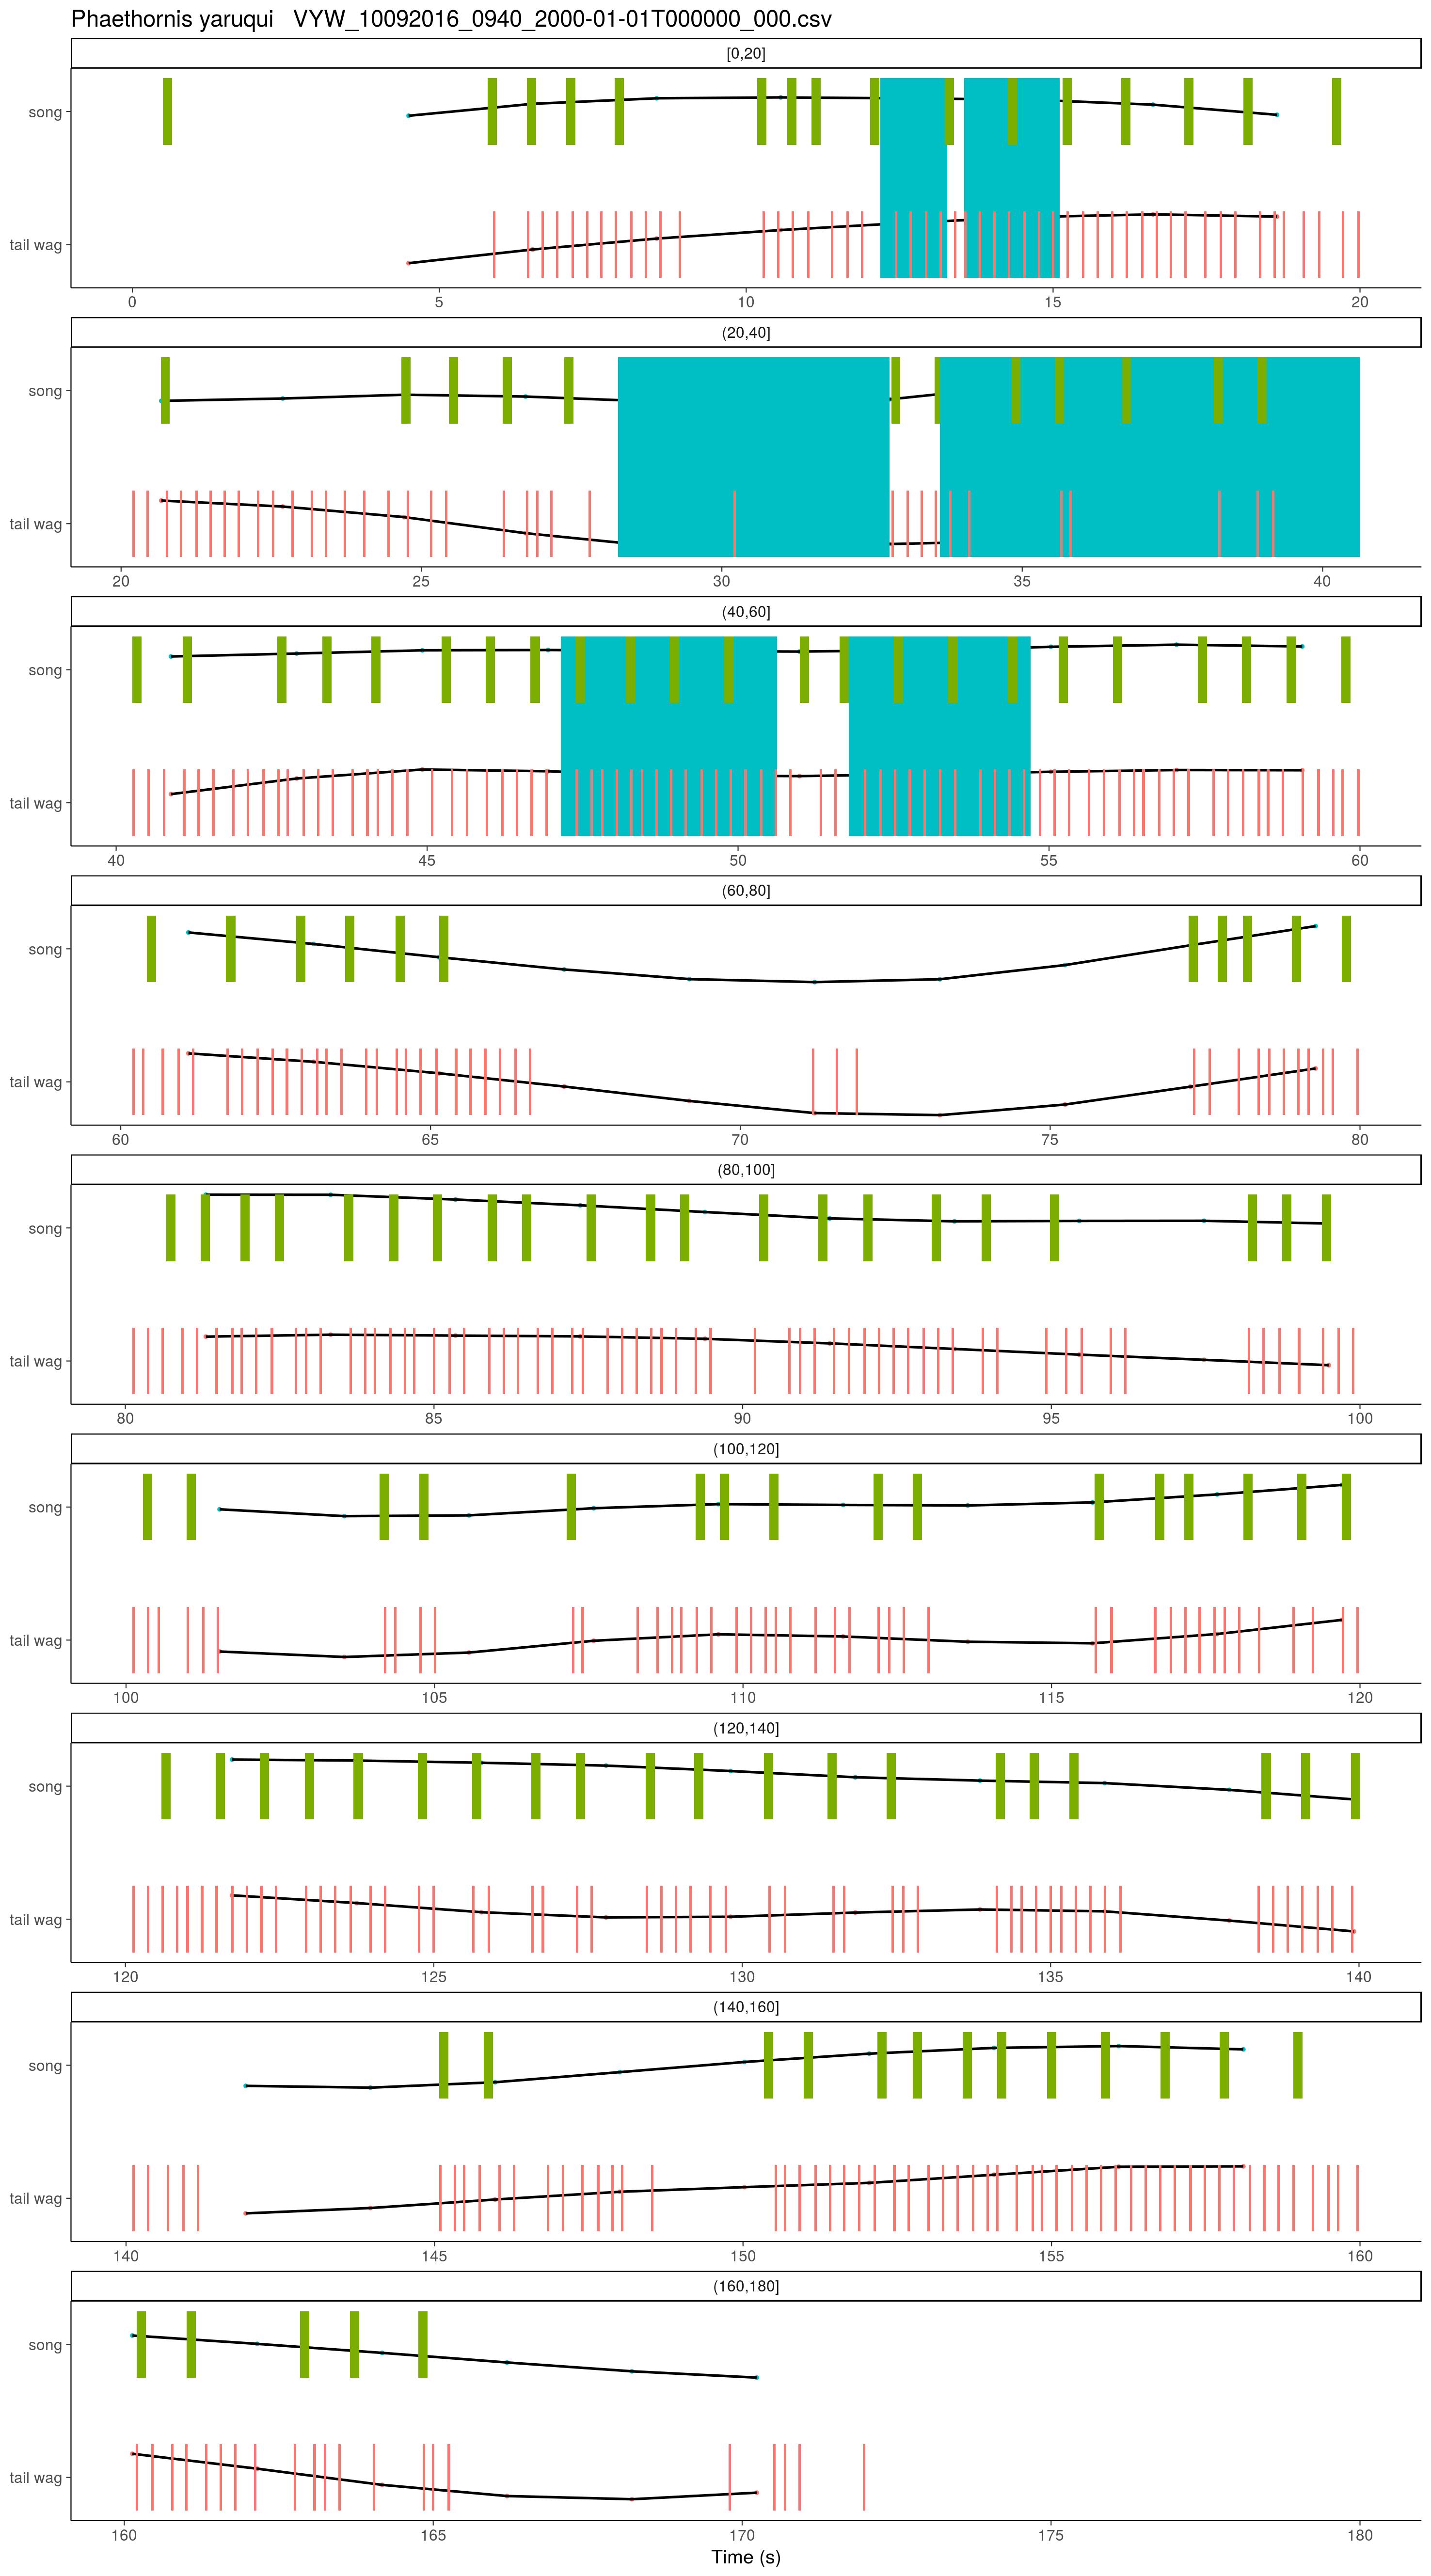 Phaethornis yaruqui   VYW_10092016_0940_2000-01-01T000000_000.csv
[0,20]
song
tail wag
0 5 10 15 20
(20,40]
song
tail wag
20 25 30 35 40
(40,60]
song
tail wag
40 45 50 55 60
(60,80]
song
tail wag
60 65 70 75 80
(80,100]
song
tail wag
80 85 90 95 100
(100,120]
song
tail wag
100 105 110 115 120
(120,140]
song
tail wag
120 125 130 135 140
(140,160]
song
tail wag
140 145 150 155 160
(160,180]
song
tail wag
160 165 170 175 180
Time (s)